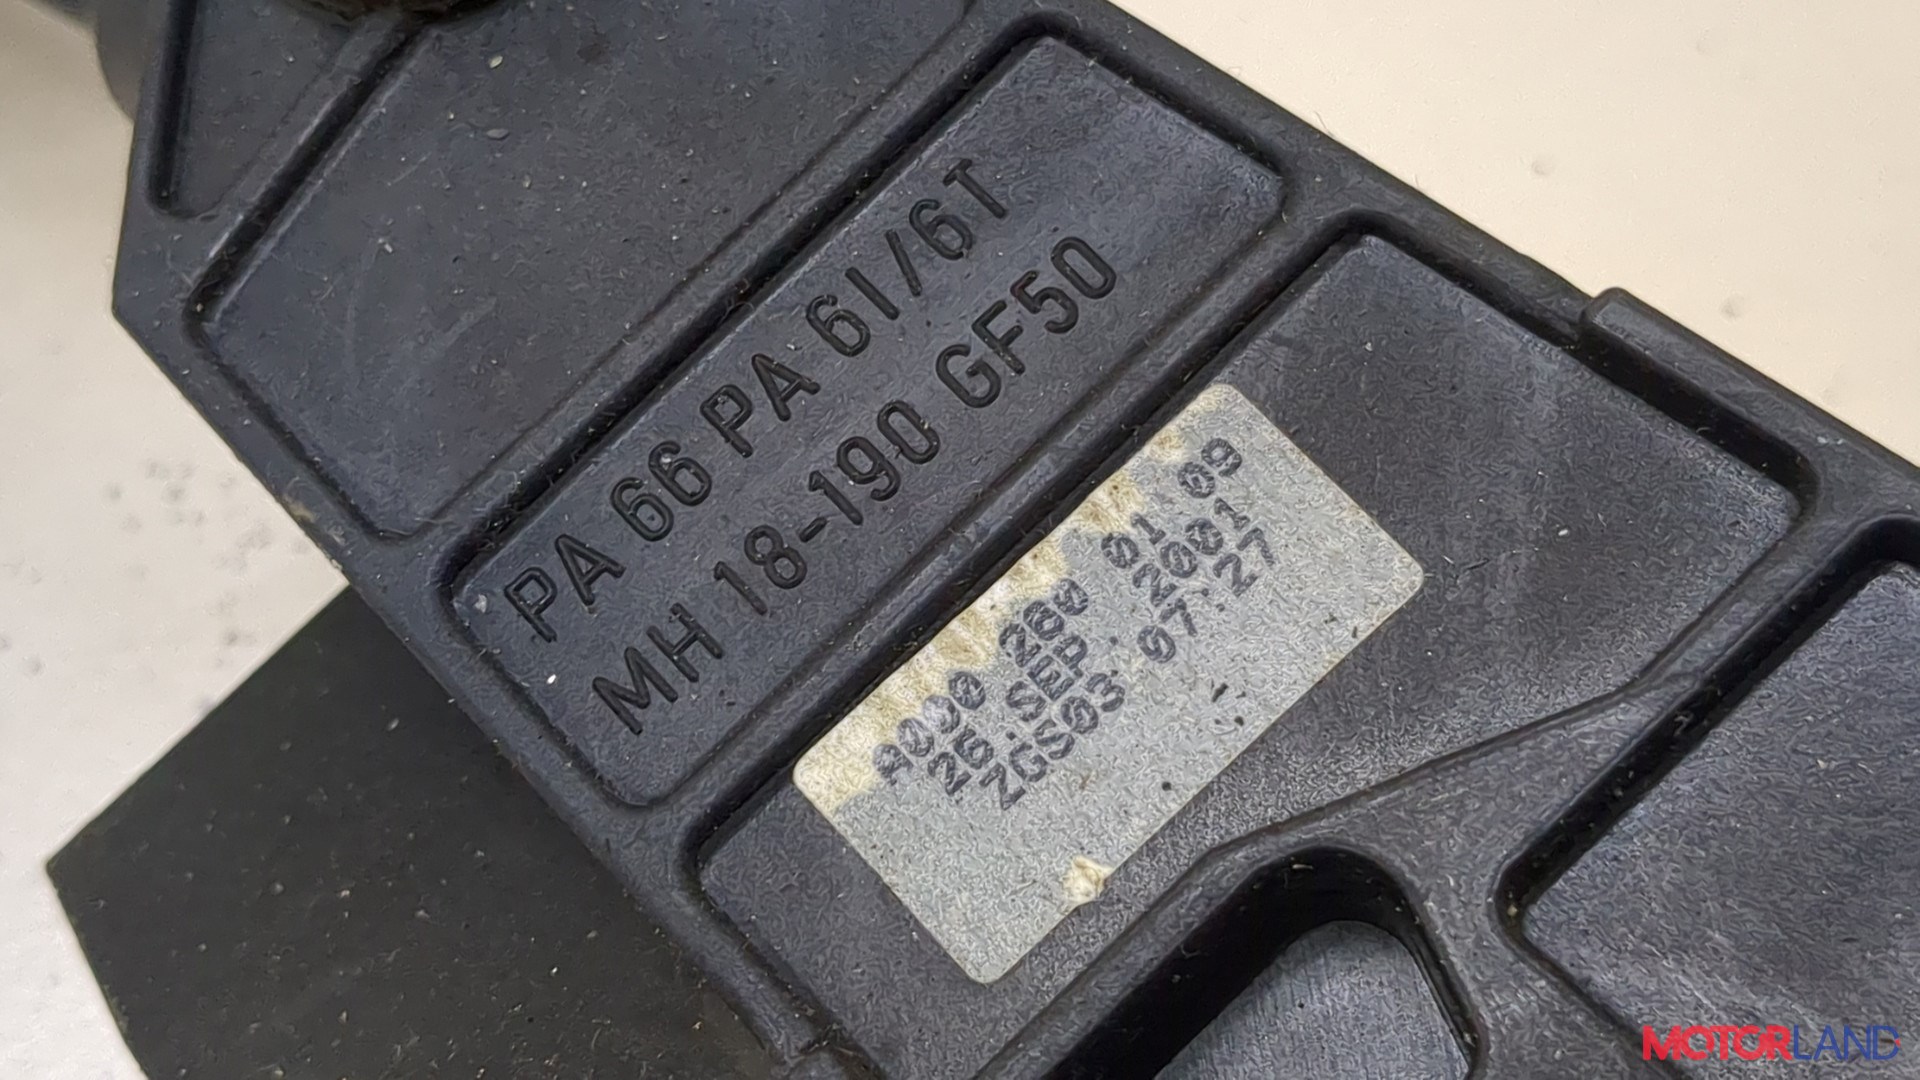 PA 66 PA 6I/6T
MH 18-190 GF50
A000 200 01 09
26.SEP.2001
ZGS03 07:27
MOTORLAND